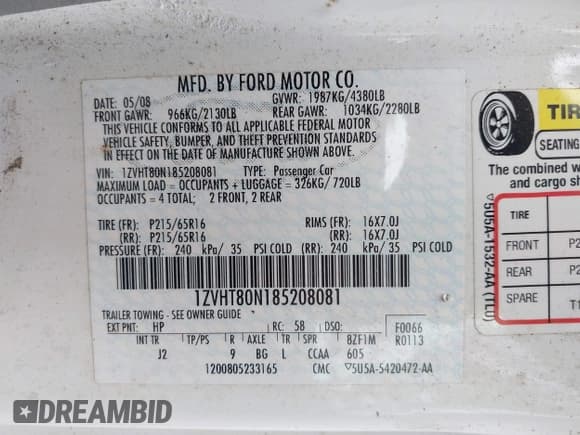 MFD. BY FORD MOTOR CO.
DATE: 05/08 GVWR: 1987KG/4380LB
FRONT GAWR: 966KG/2130LB REAR GAWR: 1034KG/2280LB
THIS VEHICLE CONFORMS TO ALL APPLICABLE FEDERAL MOTOR
VEHICLE SAFETY, BUMPER, AND THEFT PREVENTION STANDARDS
IN EFFECT ON THE DATE OF MANUFACTURE SHOWN ABOVE.
VIN: 1ZVHT80N185208081 TYPE: Passenger Car
MAXIMUM LOAD = OCCUPANTS + LUGGAGE = 326KG/720LB
OCCUPANTS = 4 TOTAL; 2 FRONT, 2 REAR
TIRE(FR): P215/65R16 RIMS(FR): 16X7.0J
(RR): P215/65R16 (RR): 16X7.0J
PRESSURE(FR): 240 kPa/ 35 PSI COLD (RR): 240 kPa/ 35 PSI COLD
1ZVHT80N185208081
TRAILER TOWING - SEE OWNER GUIDE
EXT PNT: HP RC: 58 DSO: F0066
INT TR TP/PS R AXLE TR SPR BZF1M R0113
J2 9 BG L CCAA 605
1200805233165 CMC ▽5U5A-5420472-AA
TIR
SEATING
The combined w
and cargo sh
TIRE
FRONT P2
REAR P2
SPARE T1
▽5U5A-1532-AA (TLU)
DREAMBID